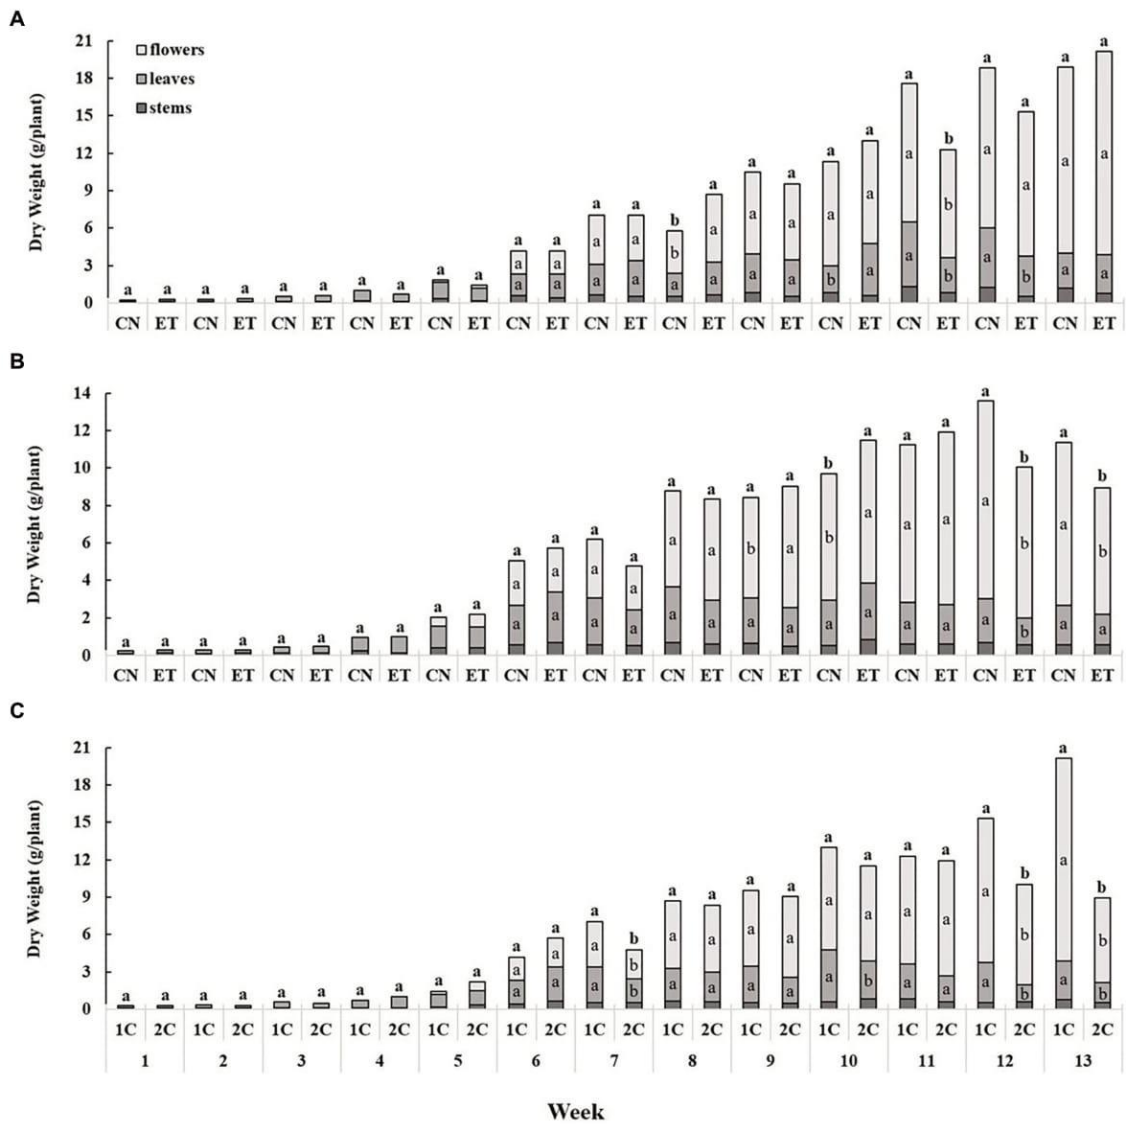 A
Dry Weight (g/plant)
21
18
15
12
9
6
3
0
flowers
leaves
stems
a a a a a a a a a a a a a a b a a a a a a b a a a a
a a a a b a a a a a a b a a a a
a a a a a a a a b a a b a b a a
CN ET CN ET CN ET CN ET CN ET CN ET CN ET CN ET CN ET CN ET CN ET CN ET CN ET
B
Dry Weight (g/plant)
14
12
10
8
6
4
2
0
a a a a a a a a a a a a a a a a a a b a a a a b a b
a a a a a a b a b a a a a b a b
a a a a a a a a a a a a a b a a
CN ET CN ET CN ET CN ET CN ET CN ET CN ET CN ET CN ET CN ET CN ET CN ET CN ET
C
Dry Weight (g/plant)
21
18
15
12
9
6
3
0
a a a a a a a a a a a a a b a a a a a a a a a b a b
a a a b a a a a a a a a a b a b
a a a b a a a a a b a a a b a b
1C 2C 1C 2C 1C 2C 1C 2C 1C 2C 1C 2C 1C 2C 1C 2C 1C 2C 1C 2C 1C 2C 1C 2C 1C 2C
1 2 3 4 5 6 7 8 9 10 11 12 13
Week